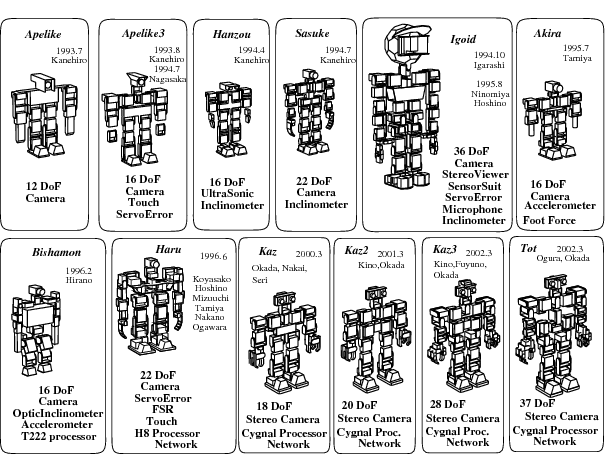 Apelike
1993.7
Kanehiro
12 DoF
Camera
Apelike3
1993.8
Kanehiro
1994.7
Nagasaka
16 DoF
Camera
Touch
ServoError
Hanzou
1994.4
Kanehiro
16 DoF
UltraSonic
Inclinometer
Sasuke
1994.7
Kanehiro
22 DoF
Camera
Inclinometer
Igoid
1994.10
Igarashi
1995.8
Ninomiya
Hoshino
36 DoF
Camera
StereoViewer
SensorSuit
ServoError
Microphone
Inclinometer
Akira
1995.7
Tamiya
16 DoF
Camera
Accelerometer
Foot Force
Bishamon
1996.2
Hirano
16 DoF
Camera
OpticInclinometer
Accelerometer
T222 processor
Haru
1996.6
Koyasako
Hoshino
Mizuuchi
Tamiya
Nakano
Ogawara
22 DoF
Camera
ServoError
FSR
Touch
H8 Processor
Network
Kaz 2000.3
Okada, Nakai,
Seri
18 DoF
Stereo Camera
Cygnal Processor
Network
Kaz2 2001.3
Kino,Okada
20 DoF
Stereo Camera
Cygnal Proc.
Network
Kaz3 2002.3
Kino,Fuyuno,
Okada
28 DoF
Stereo Camera
Cygnal Proc.
Network
Tot 2002.3
Ogura, Okada
37 DoF
Stereo Camera
Cygnal Proc.
Network